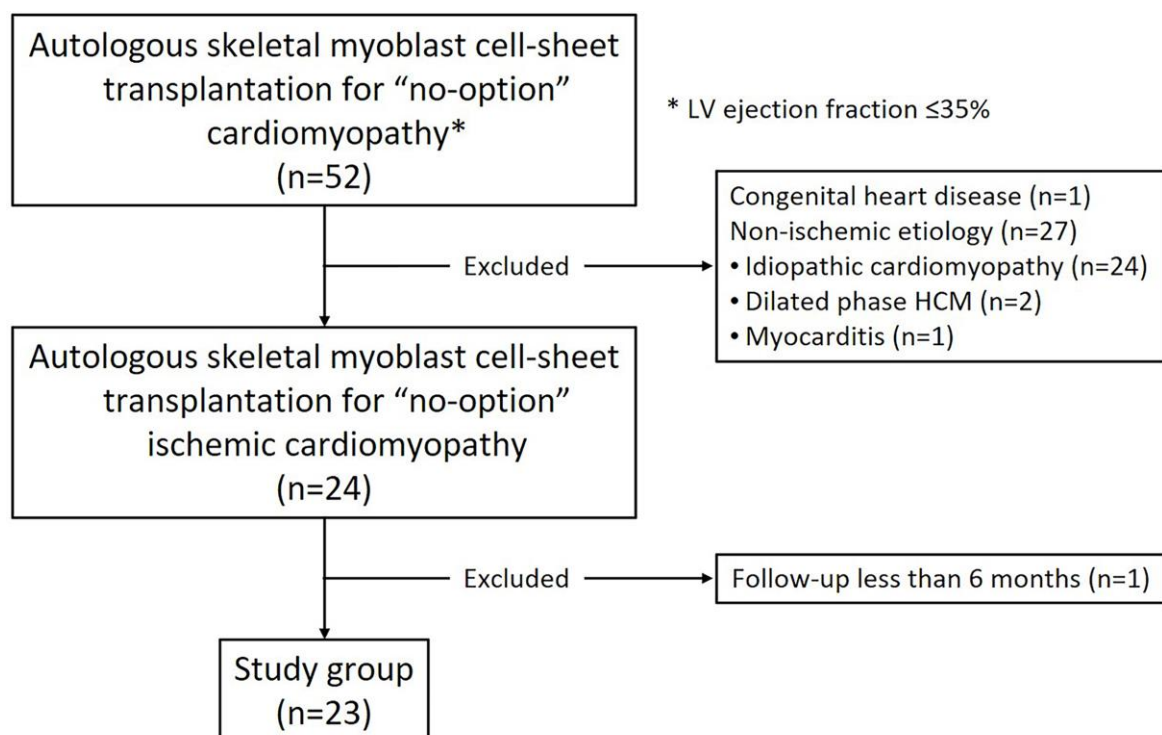 Autologous skeletal myoblast cell-sheet
transplantation for “no-option”
cardiomyopathy*
(n=52)
* LV ejection fraction ≤35%
Excluded
Congenital heart disease (n=1)
Non-ischemic etiology (n=27)
• Idiopathic cardiomyopathy (n=24)
• Dilated phase HCM (n=2)
• Myocarditis (n=1)
Autologous skeletal myoblast cell-sheet
transplantation for “no-option”
ischemic cardiomyopathy
(n=24)
Excluded
Follow-up less than 6 months (n=1)
Study group
(n=23)